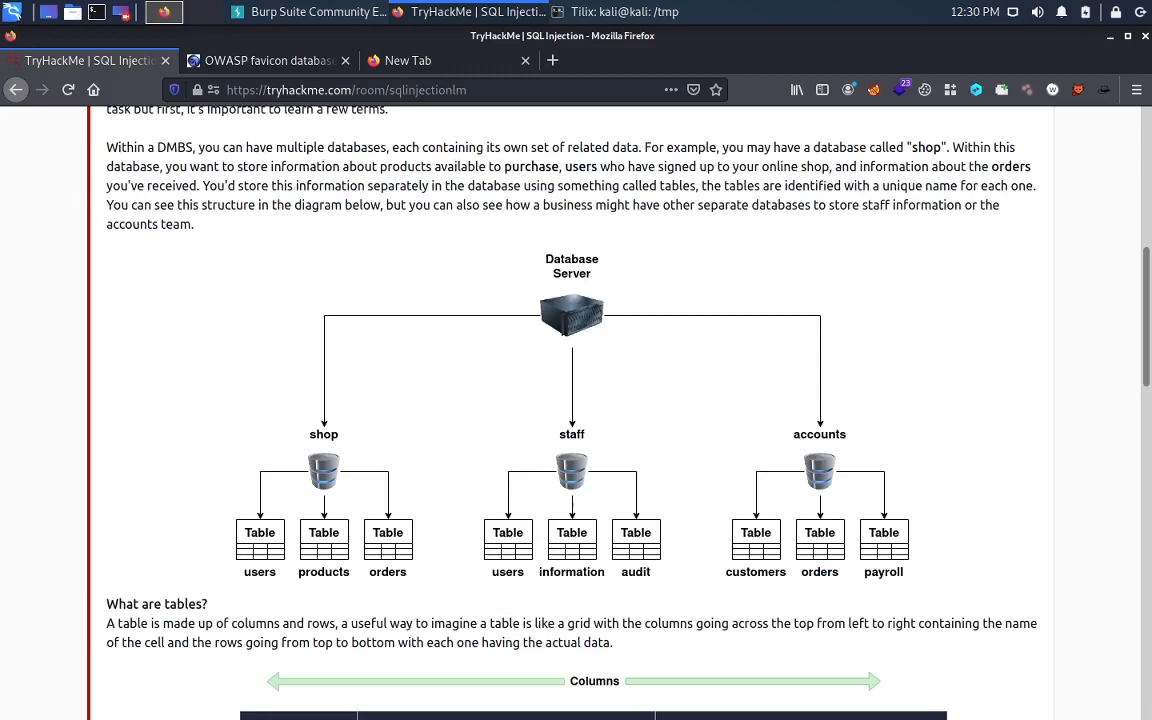 Burp Suite Community E...
TryHackMe | SQL Injecti...
Tilix: kali@kali: /tmp
12:30 PM
TryHackMe | SQL Injection - Mozilla Firefox
TryHackMe | SQL Injectio
OWASP favicon databas
New Tab
https://tryhackme.com/room/sqlinjectionlm
23
task but first, it's important to learn a few terms.
Within a DMBS, you can have multiple databases, each containing its own set of related data. For example, you may have a database called "shop". Within this
database, you want to store information about products available to purchase, users who have signed up to your online shop, and information about the orders
you've received. You'd store this information separately in the database using something called tables, the tables are identified with a unique name for each one.
You can see this structure in the diagram below, but you can also see how a business might have other separate databases to store staff information or the
accounts team.
Database
Server
shop staff accounts
Table Table Table Table Table Table Table Table Table
users products orders users information audit customers orders payroll
What are tables?
A table is made up of columns and rows, a useful way to imagine a table is like a grid with the columns going across the top from left to right containing the name
of the cell and the rows going from top to bottom with each one having the actual data.
Columns